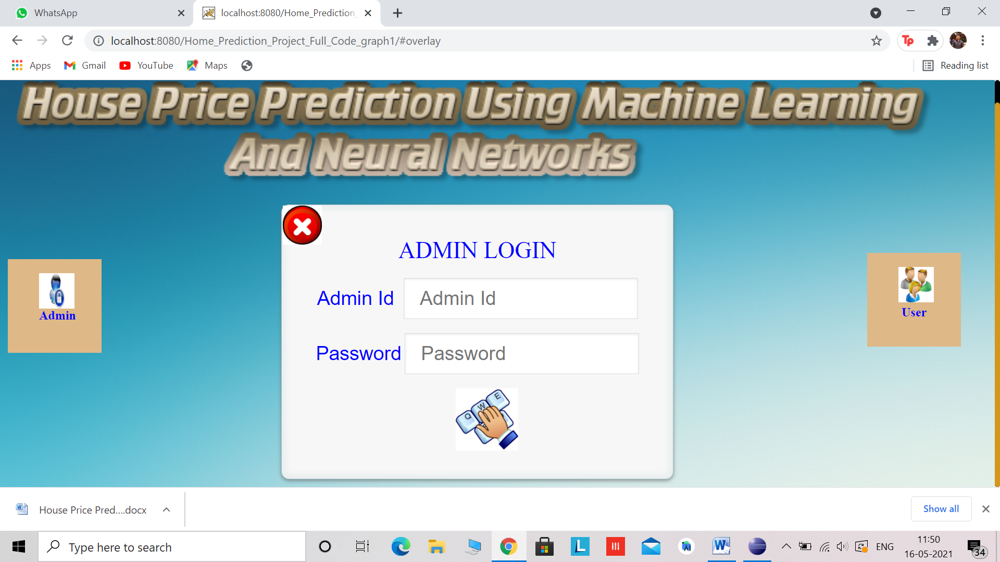 WhatsApp
localhost:8080/Home_Prediction_
localhost:8080/Home_Prediction_Project_Full_Code_graph1/#overlay
Tp
Apps Gmail YouTube Maps Reading list
House Price Prediction Using Machine Learning
And Neural Networks
ADMIN LOGIN
Admin Id Admin Id
Password Password
Q W E
Admin
User
House Price Pred....docx
Show all
Type here to search
L
W
ENG
11:50
16-05-2021
34